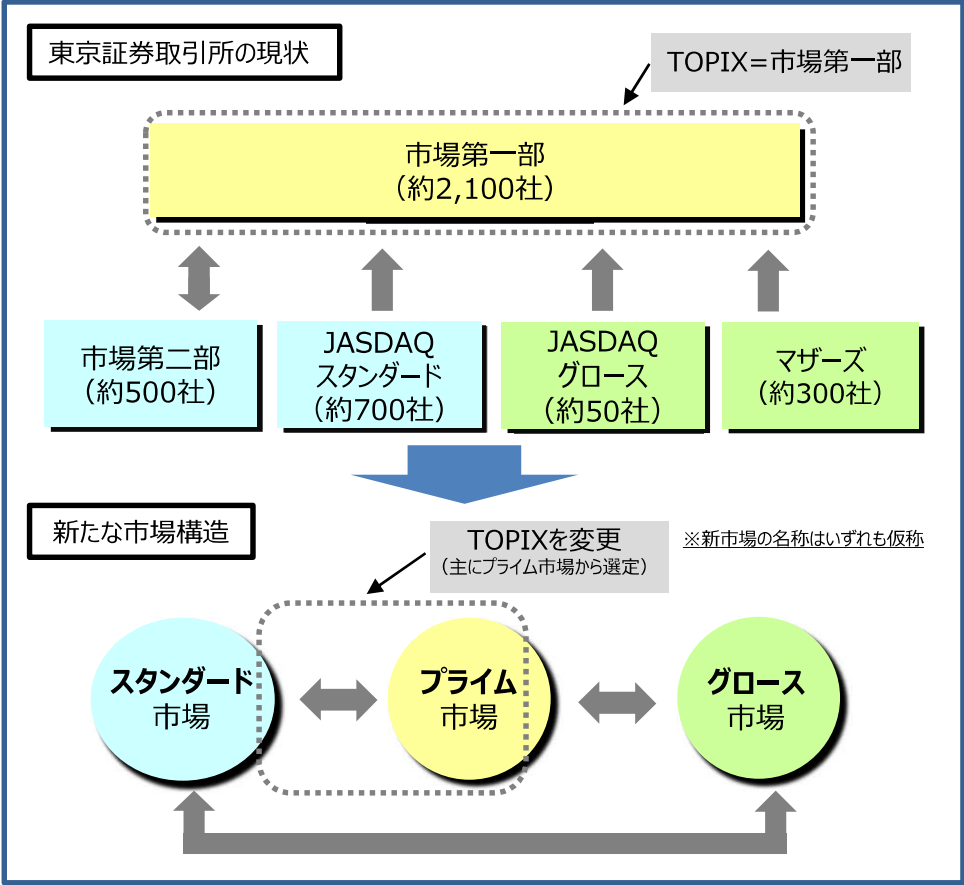 東京証券取引所の現状
TOPIX=市場第一部
市場第一部
（約2,100社）
市場第二部
（約500社）
JASDAQ
スタンダード
（約700社）
JASDAQ
グロース
（約50社）
マザーズ
（約300社）
新たな市場構造
TOPIXを変更
（主にプライム市場から選定）
※新市場の名称はいずれも仮称
スタンダード
市場
プライム
市場
グロース
市場